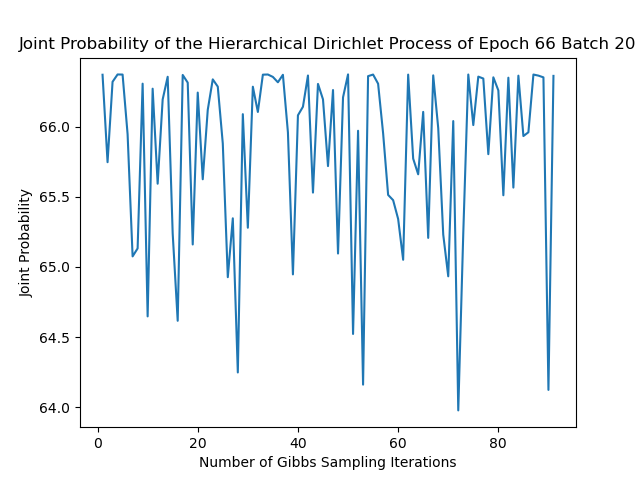 Joint Probability of the Hierarchical Dirichlet Process of Epoch 66 Batch 20
Joint Probability
66.0
65.5
65.0
64.5
64.0
0 20 40 60 80
Number of Gibbs Sampling Iterations